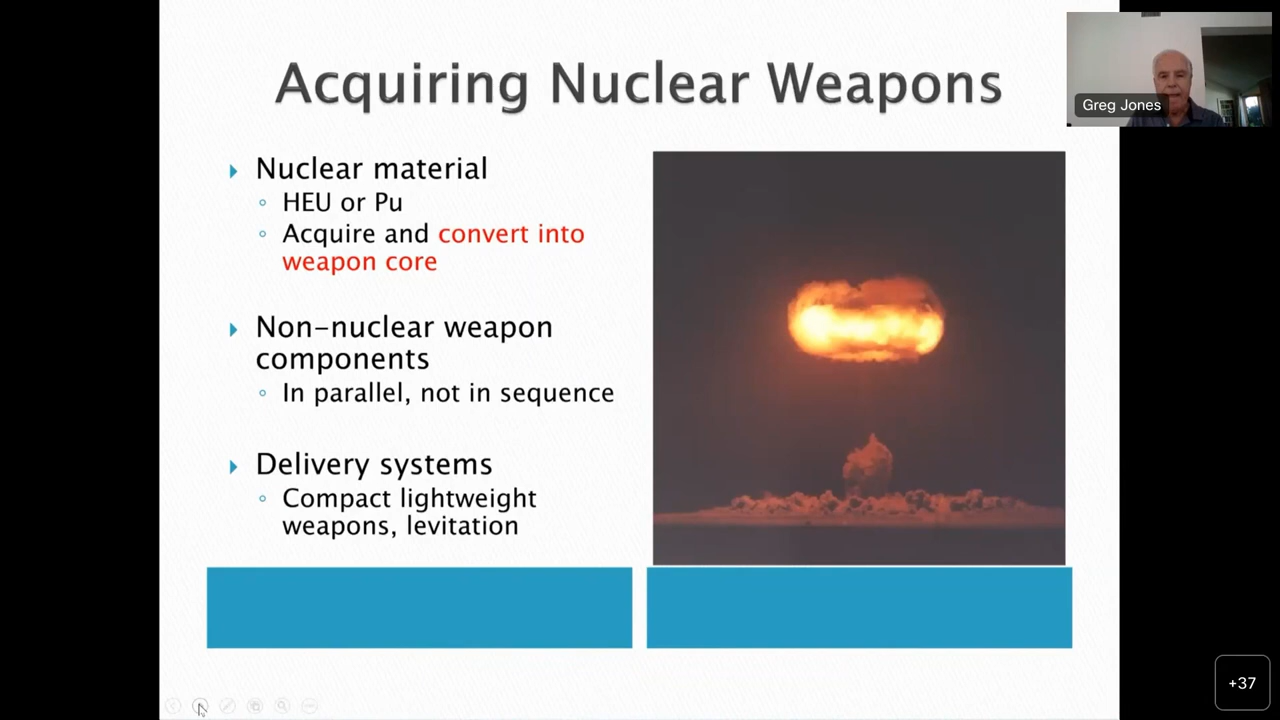 Acquiring Nuclear Weapons
Greg Jones
Nuclear material
HEU or Pu
Acquire and convert into
weapon core
Non-nuclear weapon
components
In parallel, not in sequence
Delivery systems
Compact lightweight
weapons, levitation
+37